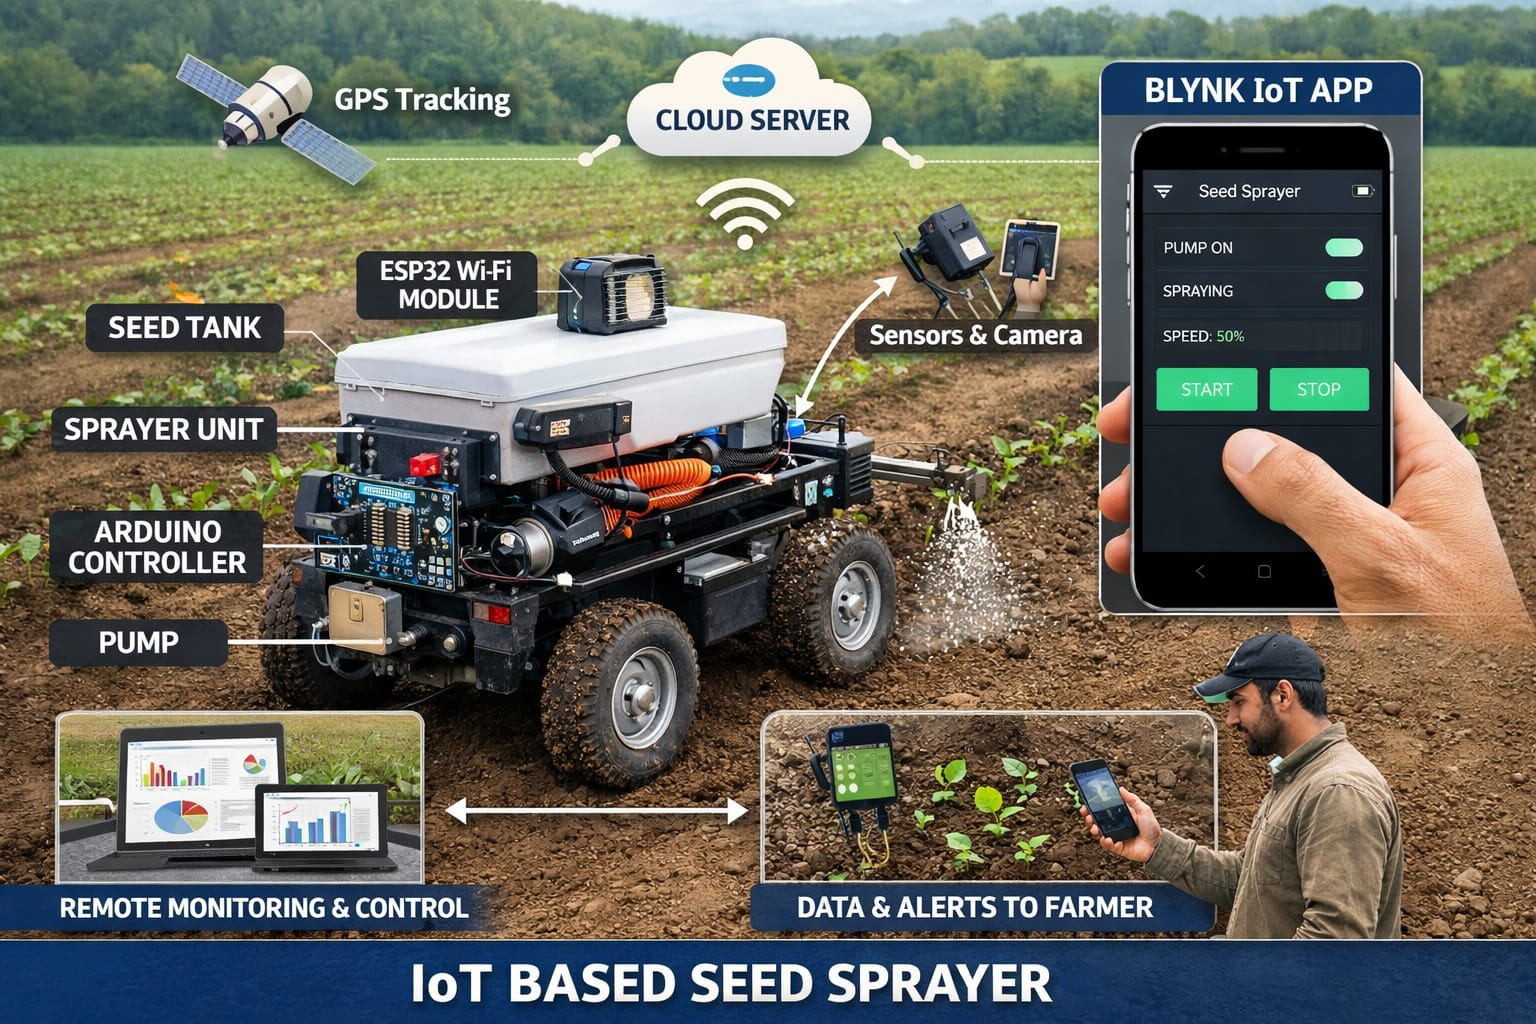 GPS Tracking
CLOUD SERVER
BLYNK IoT APP
Seed Sprayer
PUMP ON
SPRAYING
SPEED: 50%
START
STOP
ESP32 Wi-Fi
MODULE
SEED TANK
Sensors & Camera
SPRAYER UNIT
ARDUINO
CONTROLLER
PUMP
REMOTE MONITORING & CONTROL
DATA & ALERTS TO FARMER
IoT BASED SEED SPRAYER